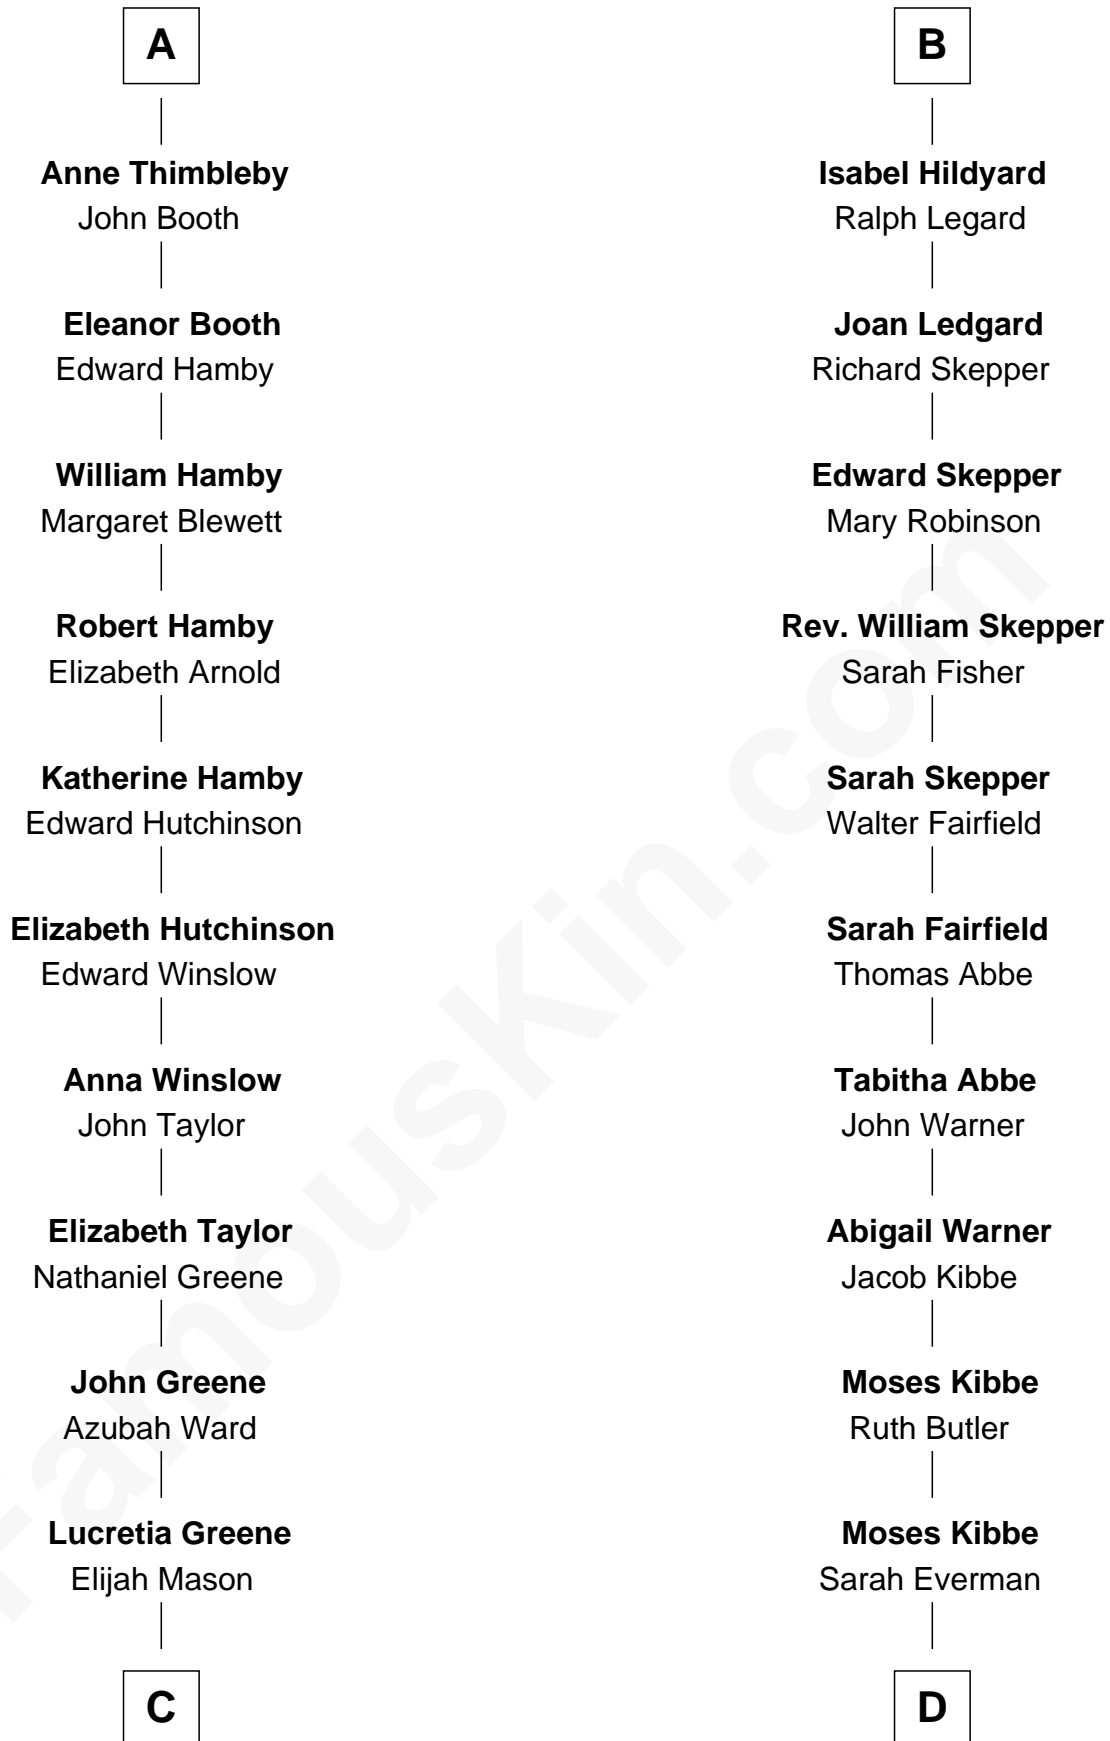 A
Anne Thimbleby
John Booth
Eleanor Booth
Edward Hamby
William Hamby
Margaret Blewett
Robert Hamby
Elizabeth Arnold
Katherine Hamby
Edward Hutchinson
Elizabeth Hutchinson
Edward Winslow
Anna Winslow
John Taylor
Elizabeth Taylor
Nathaniel Greene
John Greene
Azubah Ward
Lucretia Greene
Elijah Mason
C
B
Isabel Hildyard
Ralph Legard
Joan Ledgard
Richard Skepper
Edward Skepper
Mary Robinson
Rev. William Skepper
Sarah Fisher
Sarah Skepper
Walter Fairfield
Sarah Fairfield
Thomas Abbe
Tabitha Abbe
John Warner
Abigail Warner
Jacob Kibbe
Moses Kibbe
Ruth Butler
Moses Kibbe
Sarah Everman
D
FamousKin.com